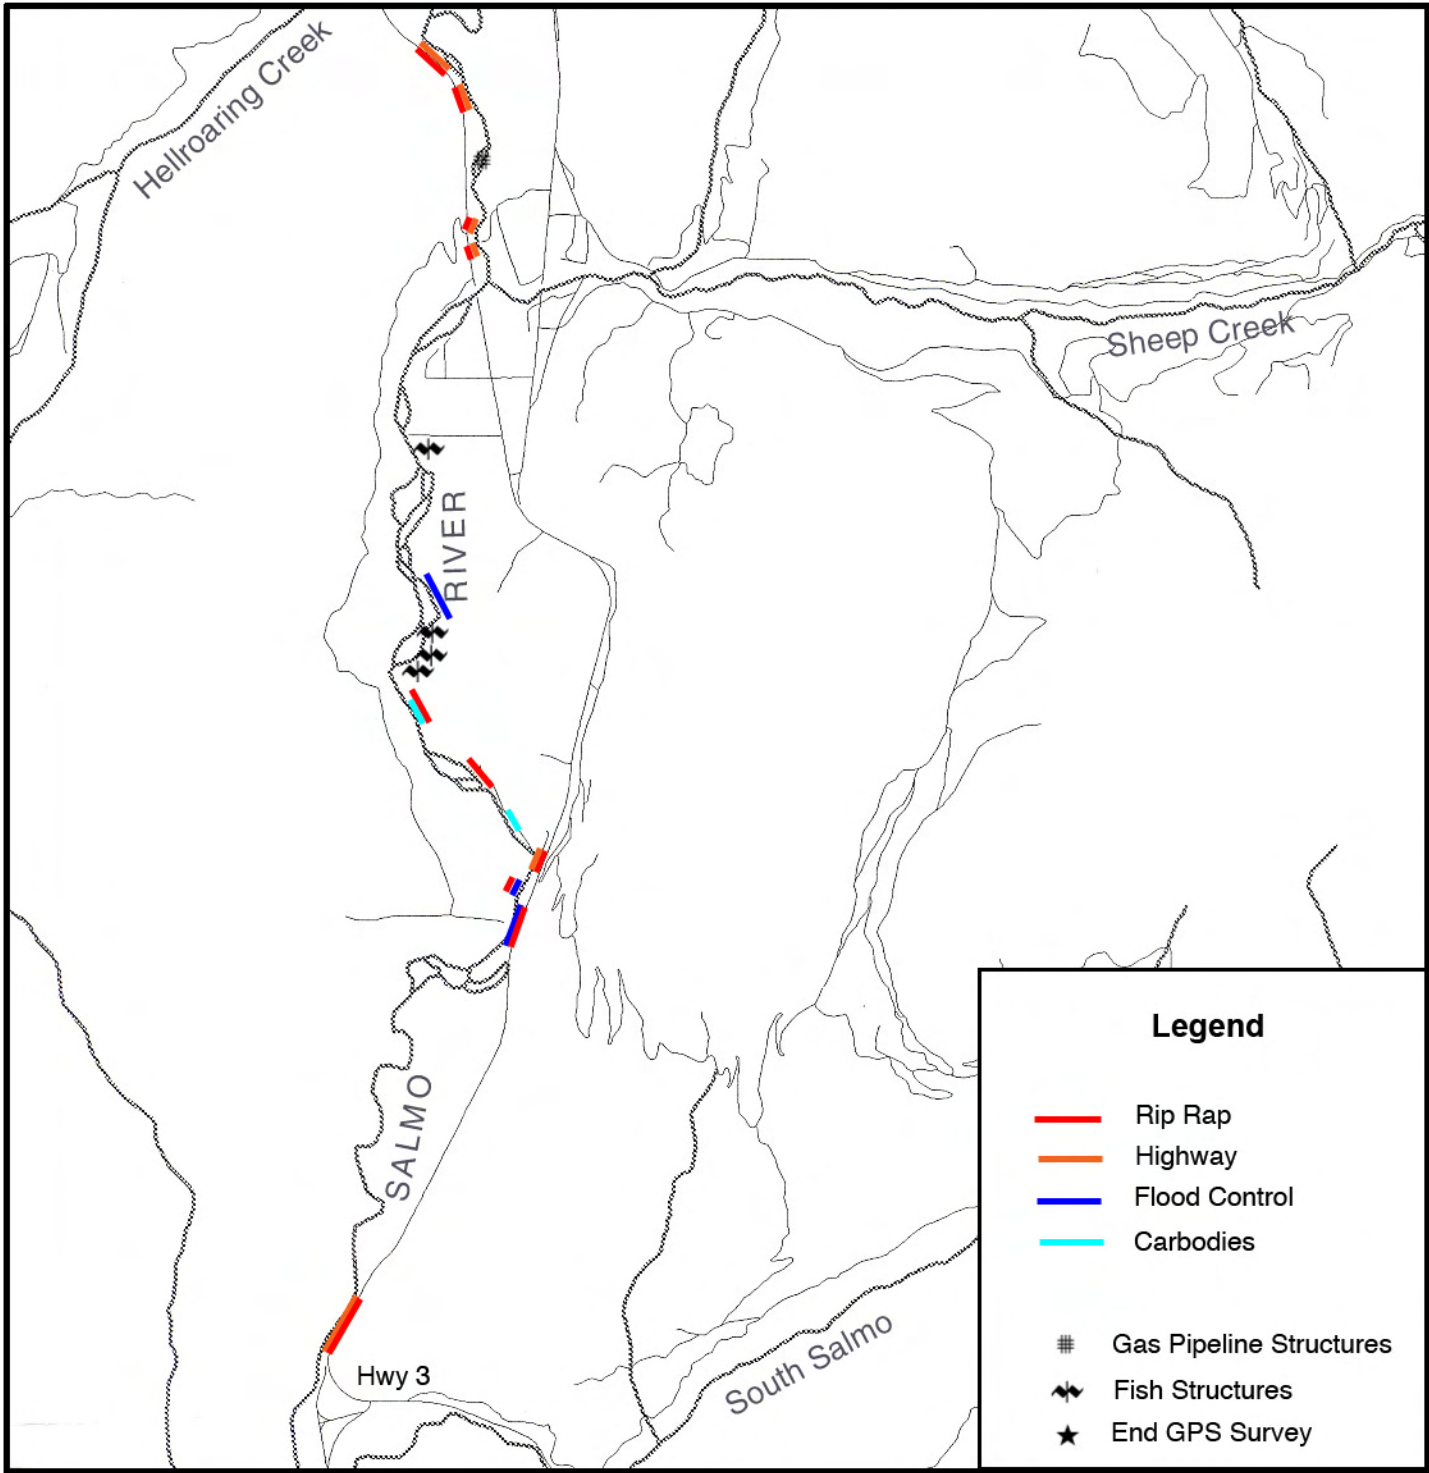 Hellroaring Creek
Sheep Creek
RIVER
SALMO
Hwy 3
South Salmo
Legend
Rip Rap
Highway
Flood Control
Carbodies
Gas Pipeline Structures
Fish Structures
End GPS Survey